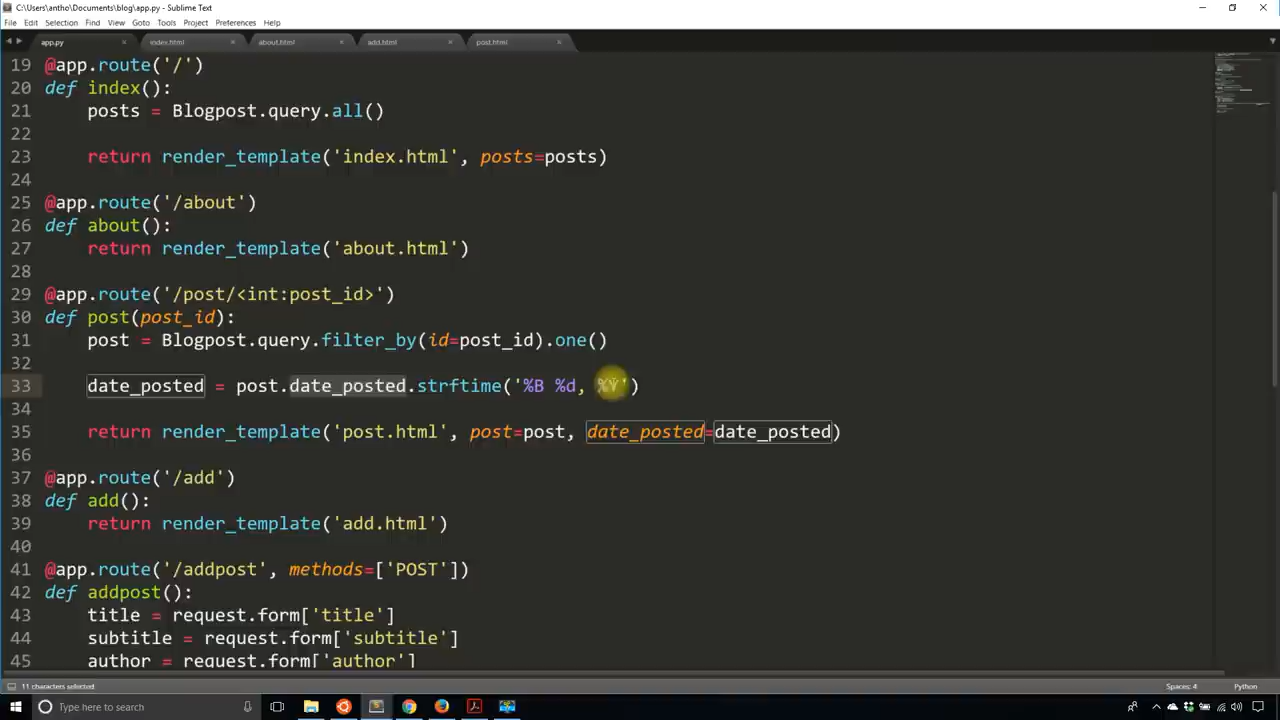 C:\Users\antho\Documents\blog\app.py - Sublime Text
File Edit Selection Find View Goto Tools Project Preferences Help
app.py index.html about.html add.html post.html
19 @app.route('/')
20 def index():
21 posts = Blogpost.query.all()
22
23 return render_template('index.html', posts=posts)
24
25 @app.route('/about')
26 def about():
27 return render_template('about.html')
28
29 @app.route('/post/<int:post_id>')
30 def post(post_id):
31 post = Blogpost.query.filter_by(id=post_id).one()
32
33 date_posted = post.date_posted.strftime('%B %d, %Y')
34
35 return render_template('post.html', post=post, date_posted=date_posted)
36
37 @app.route('/add')
38 def add():
39 return render_template('add.html')
40
41 @app.route('/addpost', methods=['POST'])
42 def addpost():
43 title = request.form['title']
44 subtitle = request.form['subtitle']
45 author = request.form['author']
11 characters selected Spaces: 4 Python
Type here to search